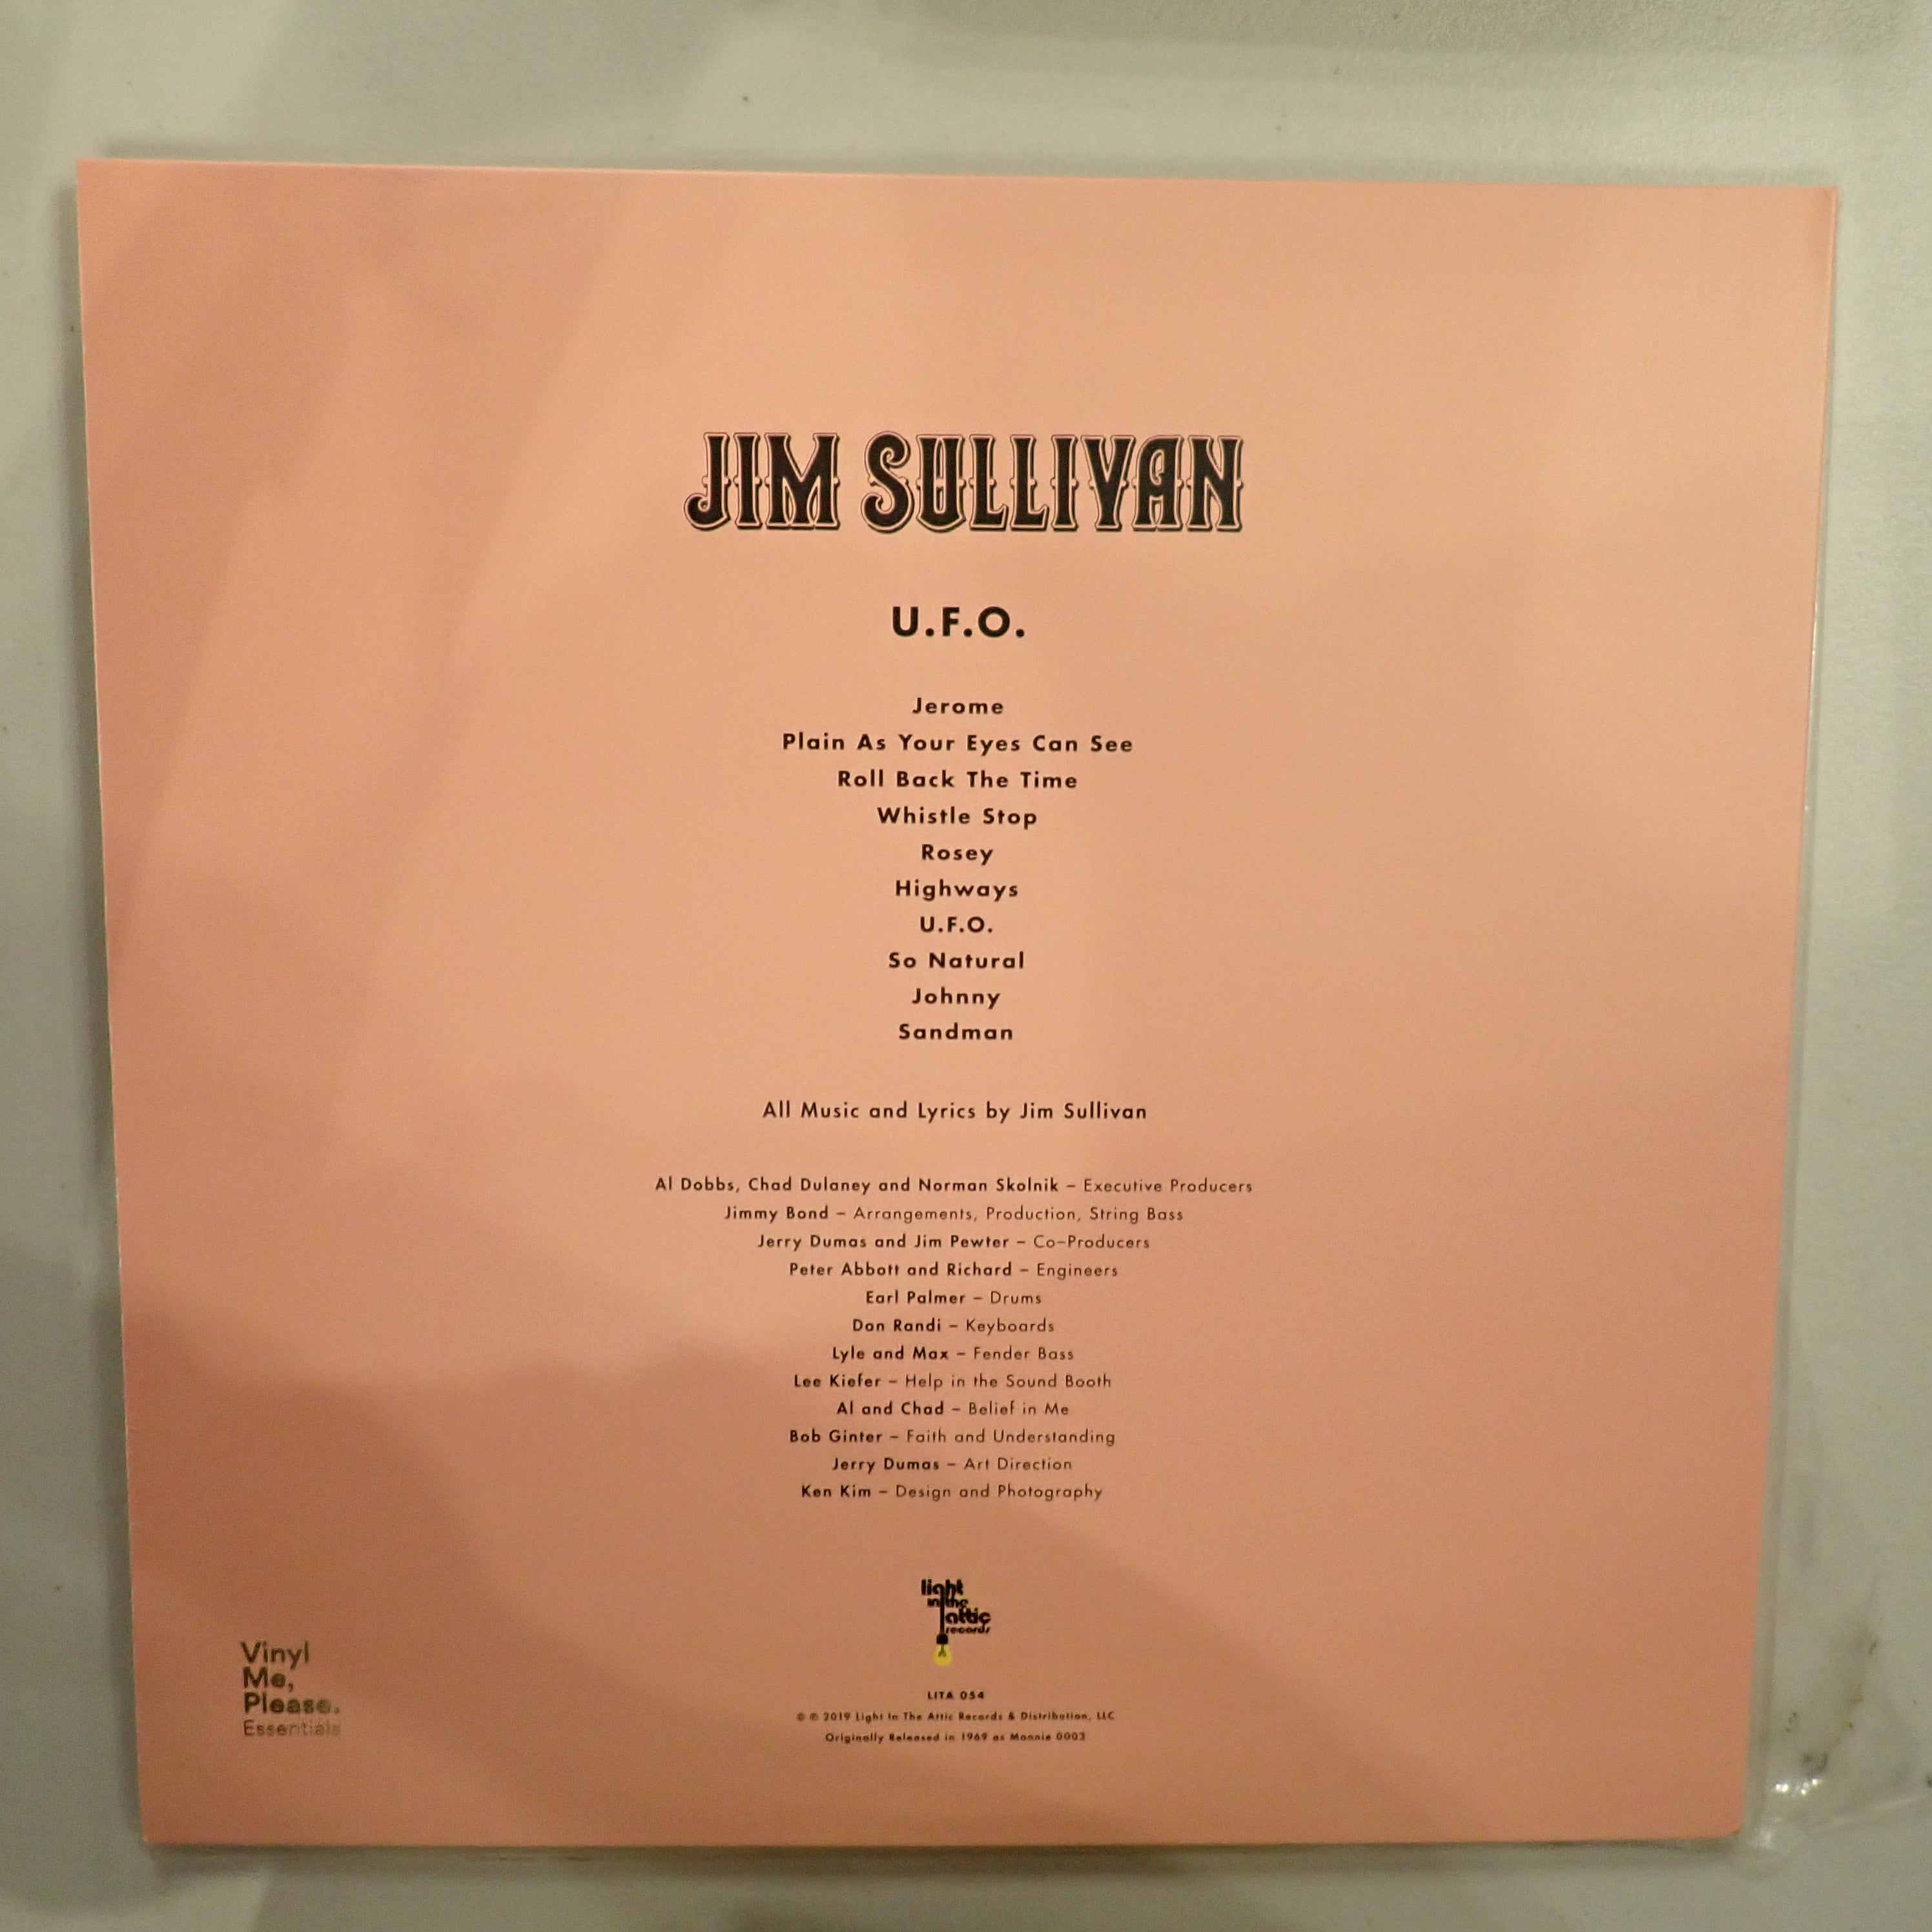 JIM SULLIVAN
U.F.O.
Jerome
Plain As Your Eyes Can See
Roll Back The Time
Whistle Stop
Rosey
Highways
U.F.O.
So Natural
Johnny
Sandman
All Music and Lyrics by Jim Sullivan
Al Dobbs, Chad Dulaney and Norman Skolnik – Executive Producers
Jimmy Bond – Arrangements, Production, String Bass
Jerry Dumas and Jim Pewter – Co-Producers
Peter Abbott and Richard – Engineers
Earl Palmer – Drums
Don Randi – Keyboards
Lyle and Max – Fender Bass
Lee Kiefer – Help in the Sound Booth
Al and Chad – Belief in Me
Bob Ginter – Faith and Understanding
Jerry Dumas – Art Direction
Ken Kim – Design and Photography
light
in the
attic
records
Vinyl
Me,
Please.
Essentials
LITA 054
© ℗ 2019 Light In The Attic Records & Distribution, LLC
Originally Released in 1969 as Monnie 0003